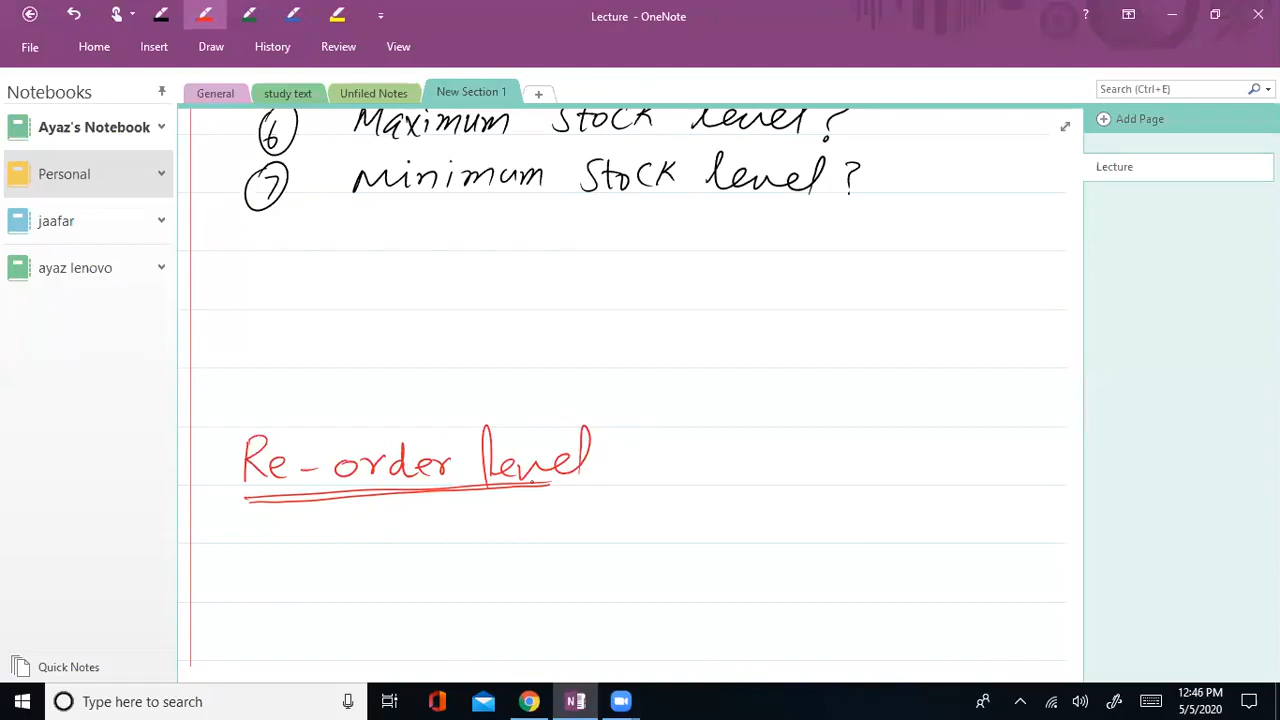 Lecture - OneNote
File Home Insert Draw History Review View
Notebooks
General study text Unfiled Notes New Section 1
Search (Ctrl+E)
Ayaz's Notebook
Personal
jaafar
ayaz lenovo
Add Page
Lecture
6 Maximum Stock level?
7 Minimum Stock level?
Re-order level
Quick Notes
Type here to search
12:46 PM
5/5/2020